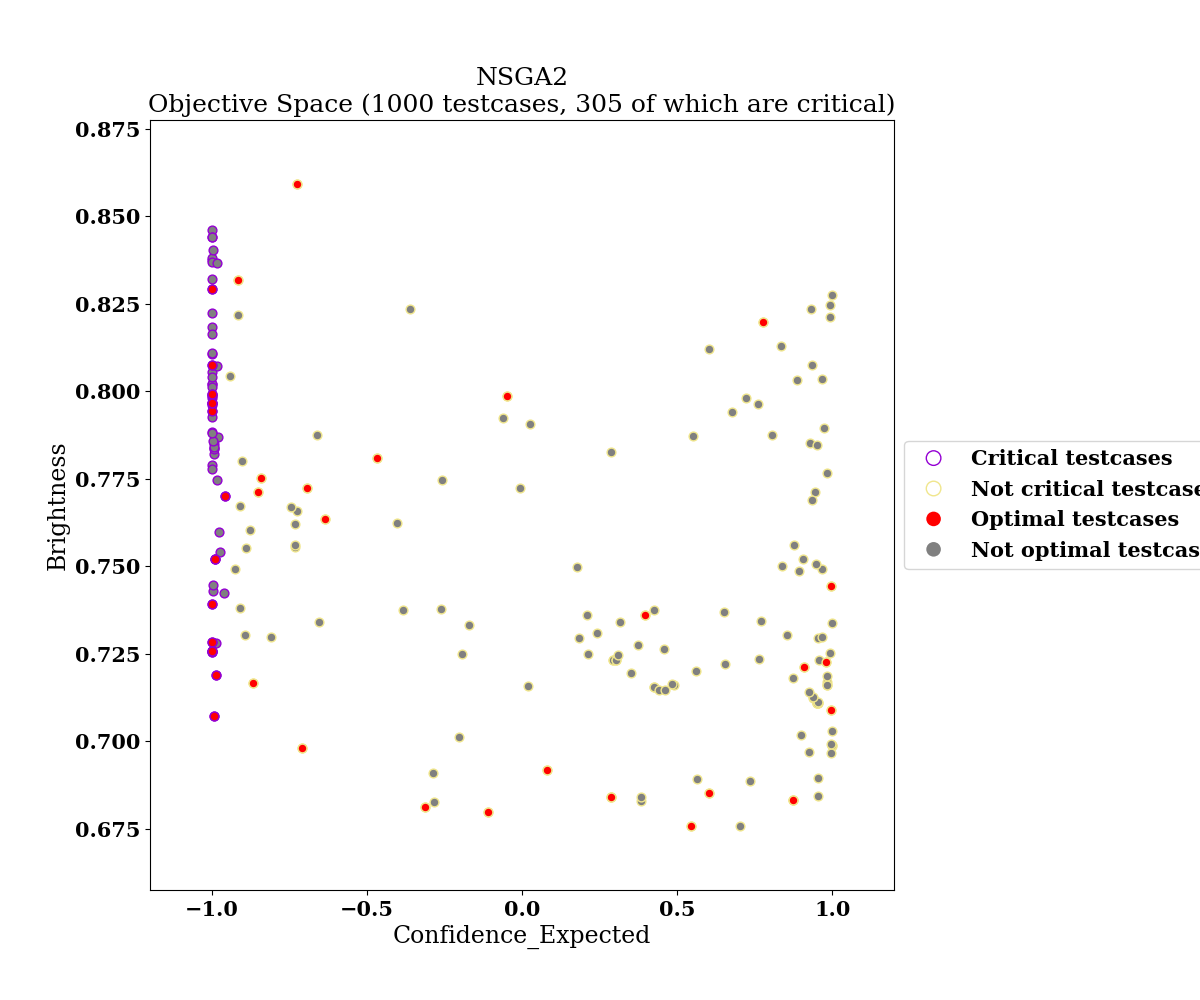 NSGA2
Objective Space (1000 testcases, 305 of which are critical)
0.875
0.850
0.825
0.800
0.775
0.750
0.725
0.700
0.675
Brightness
−1.0
−0.5
0.0
0.5
1.0
Confidence_Expected
Critical testcases
Not critical testcase
Optimal testcases
Not optimal testcas